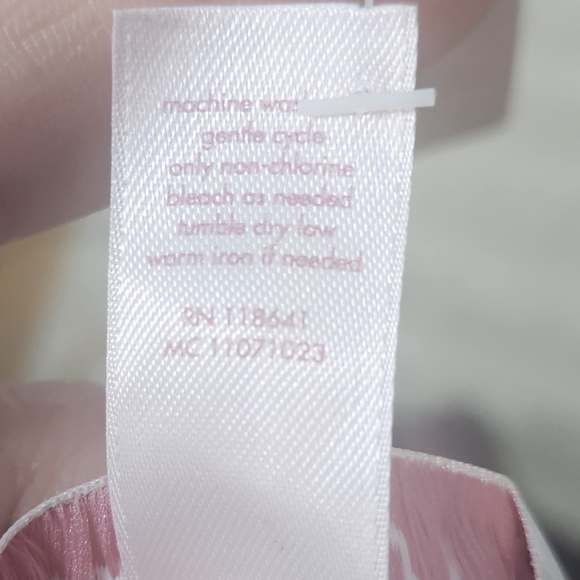 machine was
gentle cycle
only non-chlorine
bleach as needed
tumble dry low
warm iron if needed
RN 118641
MC 11071023